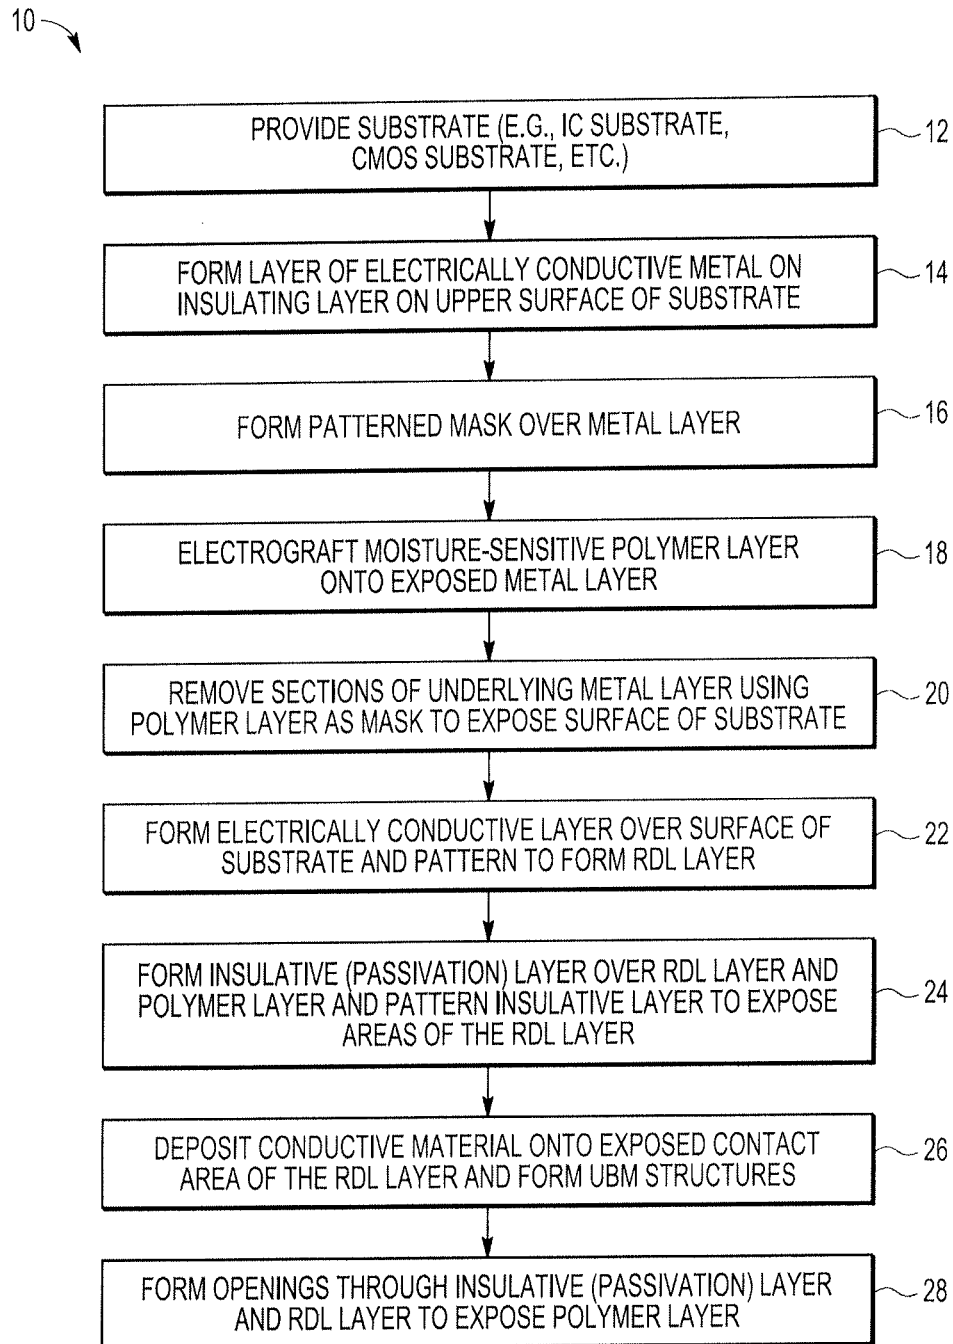 10
PROVIDE SUBSTRATE (E.G., IC SUBSTRATE,
CMOS SUBSTRATE, ETC.)
12
FORM LAYER OF ELECTRICALLY CONDUCTIVE METAL ON
INSULATING LAYER ON UPPER SURFACE OF SUBSTRATE
14
FORM PATTERNED MASK OVER METAL LAYER
16
ELECTROGRAFT MOISTURE-SENSITIVE POLYMER LAYER
ONTO EXPOSED METAL LAYER
18
REMOVE SECTIONS OF UNDERLYING METAL LAYER USING
POLYMER LAYER AS MASK TO EXPOSE SURFACE OF SUBSTRATE
20
FORM ELECTRICALLY CONDUCTIVE LAYER OVER SURFACE OF
SUBSTRATE AND PATTERN TO FORM RDL LAYER
22
FORM INSULATIVE (PASSIVATION) LAYER OVER RDL LAYER AND
POLYMER LAYER AND PATTERN INSULATIVE LAYER TO EXPOSE
AREAS OF THE RDL LAYER
24
DEPOSIT CONDUCTIVE MATERIAL ONTO EXPOSED CONTACT
AREA OF THE RDL LAYER AND FORM UBM STRUCTURES
26
FORM OPENINGS THROUGH INSULATIVE (PASSIVATION) LAYER
AND RDL LAYER TO EXPOSE POLYMER LAYER
28